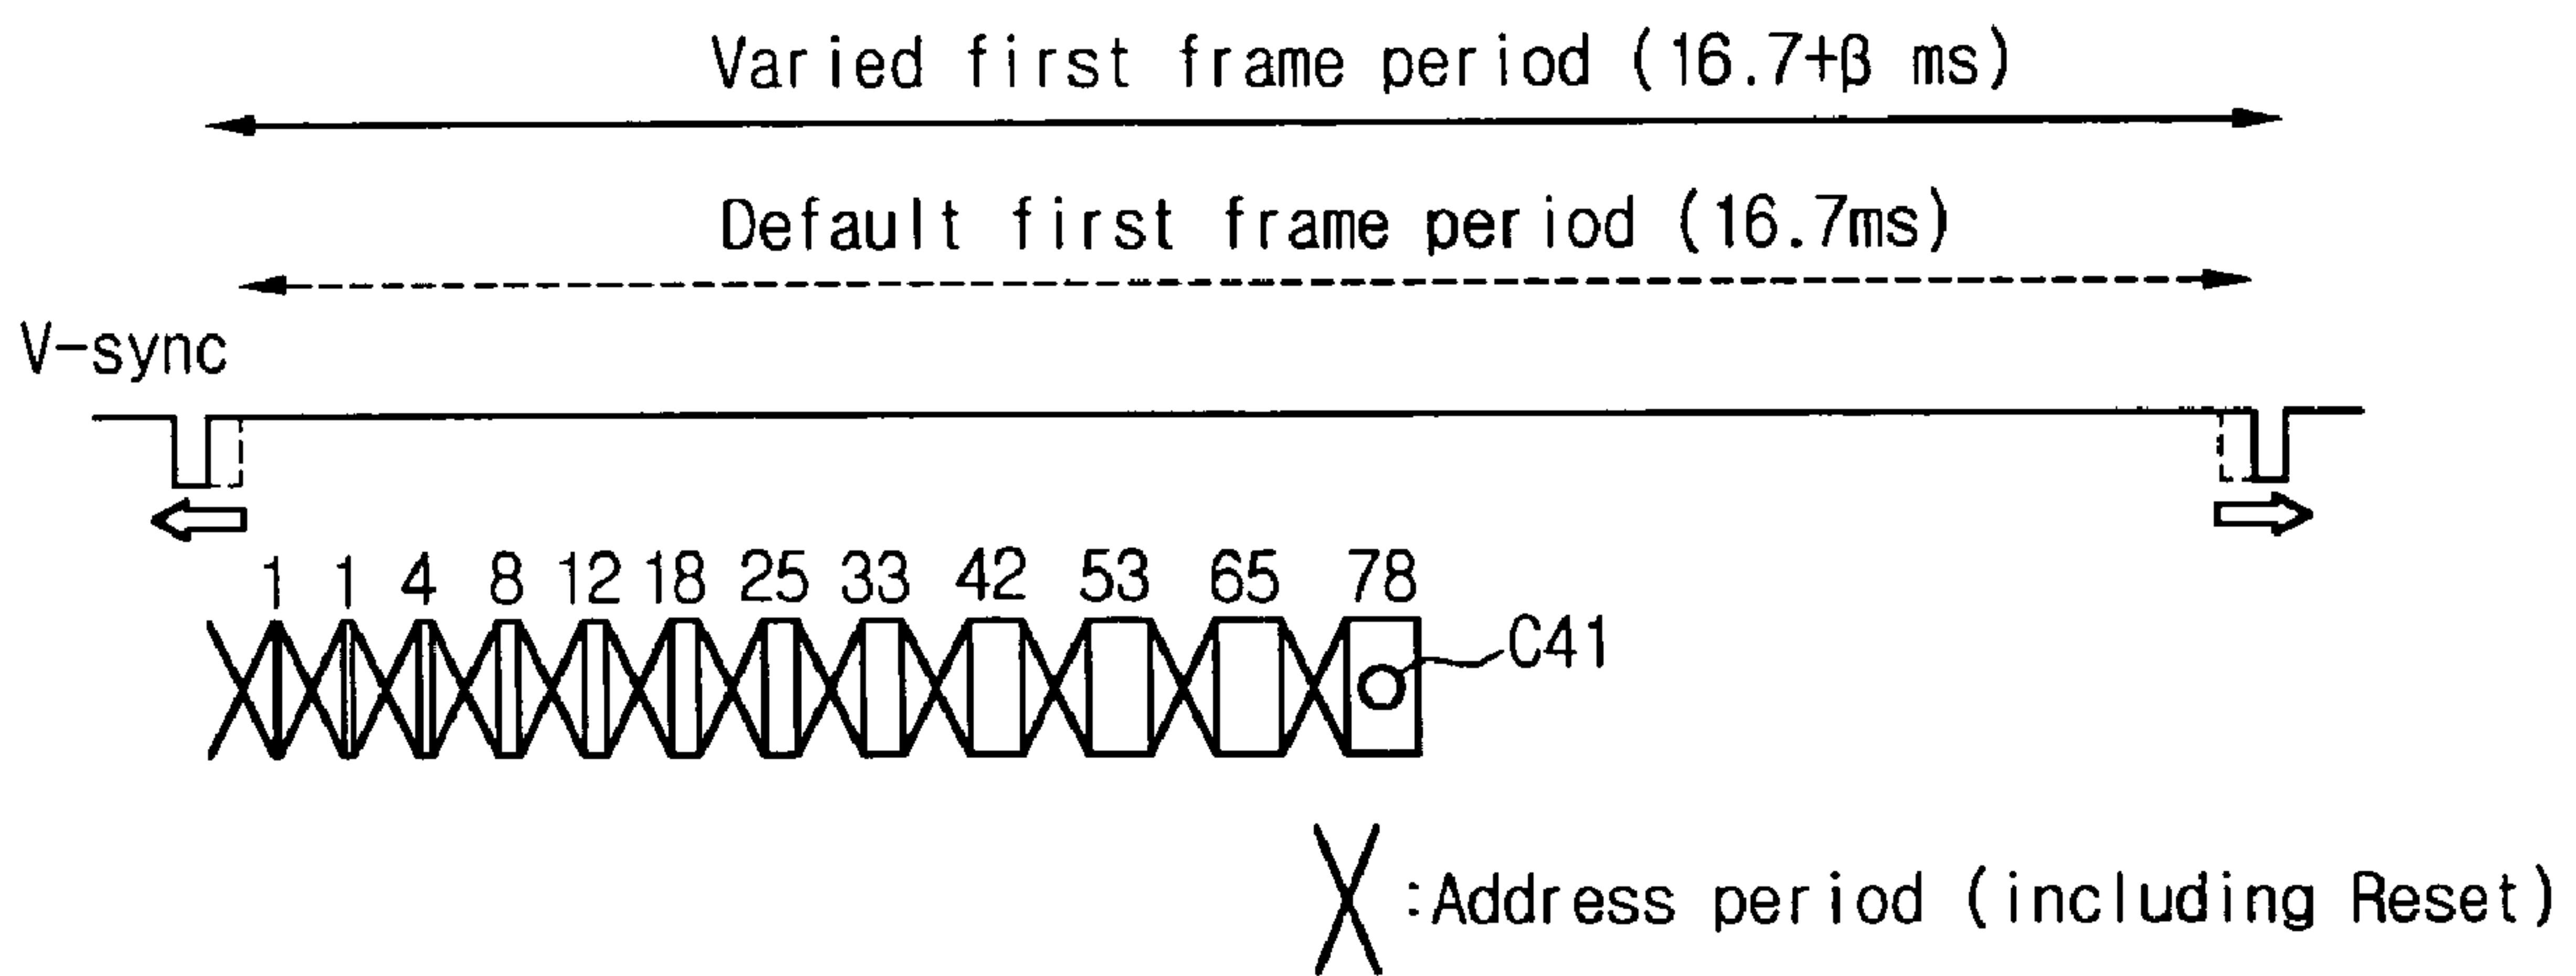 Varied first frame period (16.7+β ms)
Default first frame period (16.7ms)
V-sync
1 1 4 8 12 18 25 33 42 53 65 78
C41
:Address period (including Reset)